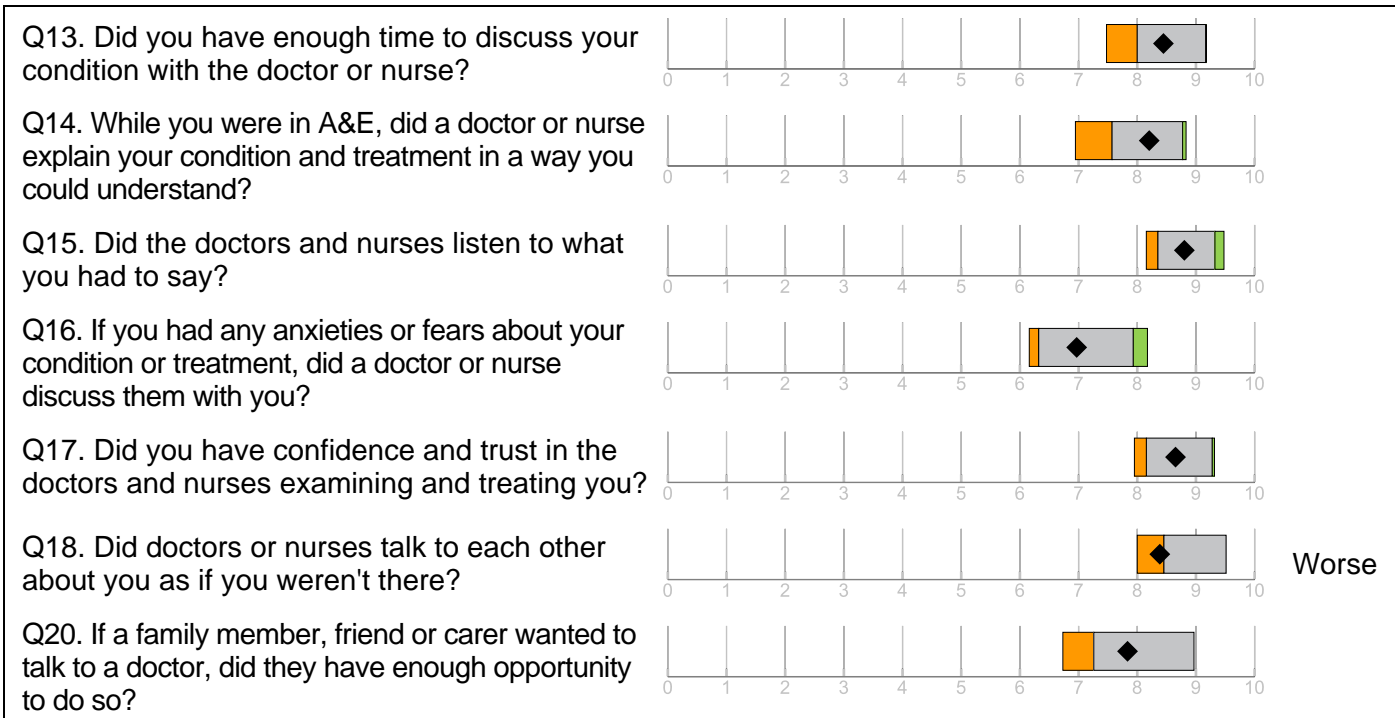 Q13. Did you have enough time to discuss your
condition with the doctor or nurse?
0 1 2 3 4 5 6 7 8 9 10
Q14. While you were in A&E, did a doctor or nurse
explain your condition and treatment in a way you
could understand?
0 1 2 3 4 5 6 7 8 9 10
Q15. Did the doctors and nurses listen to what
you had to say?
0 1 2 3 4 5 6 7 8 9 10
Q16. If you had any anxieties or fears about your
condition or treatment, did a doctor or nurse
discuss them with you?
0 1 2 3 4 5 6 7 8 9 10
Q17. Did you have confidence and trust in the
doctors and nurses examining and treating you?
0 1 2 3 4 5 6 7 8 9 10
Q18. Did doctors or nurses talk to each other
about you as if you weren't there?
Worse
0 1 2 3 4 5 6 7 8 9 10
Q20. If a family member, friend or carer wanted to
talk to a doctor, did they have enough opportunity
to do so?
0 1 2 3 4 5 6 7 8 9 10